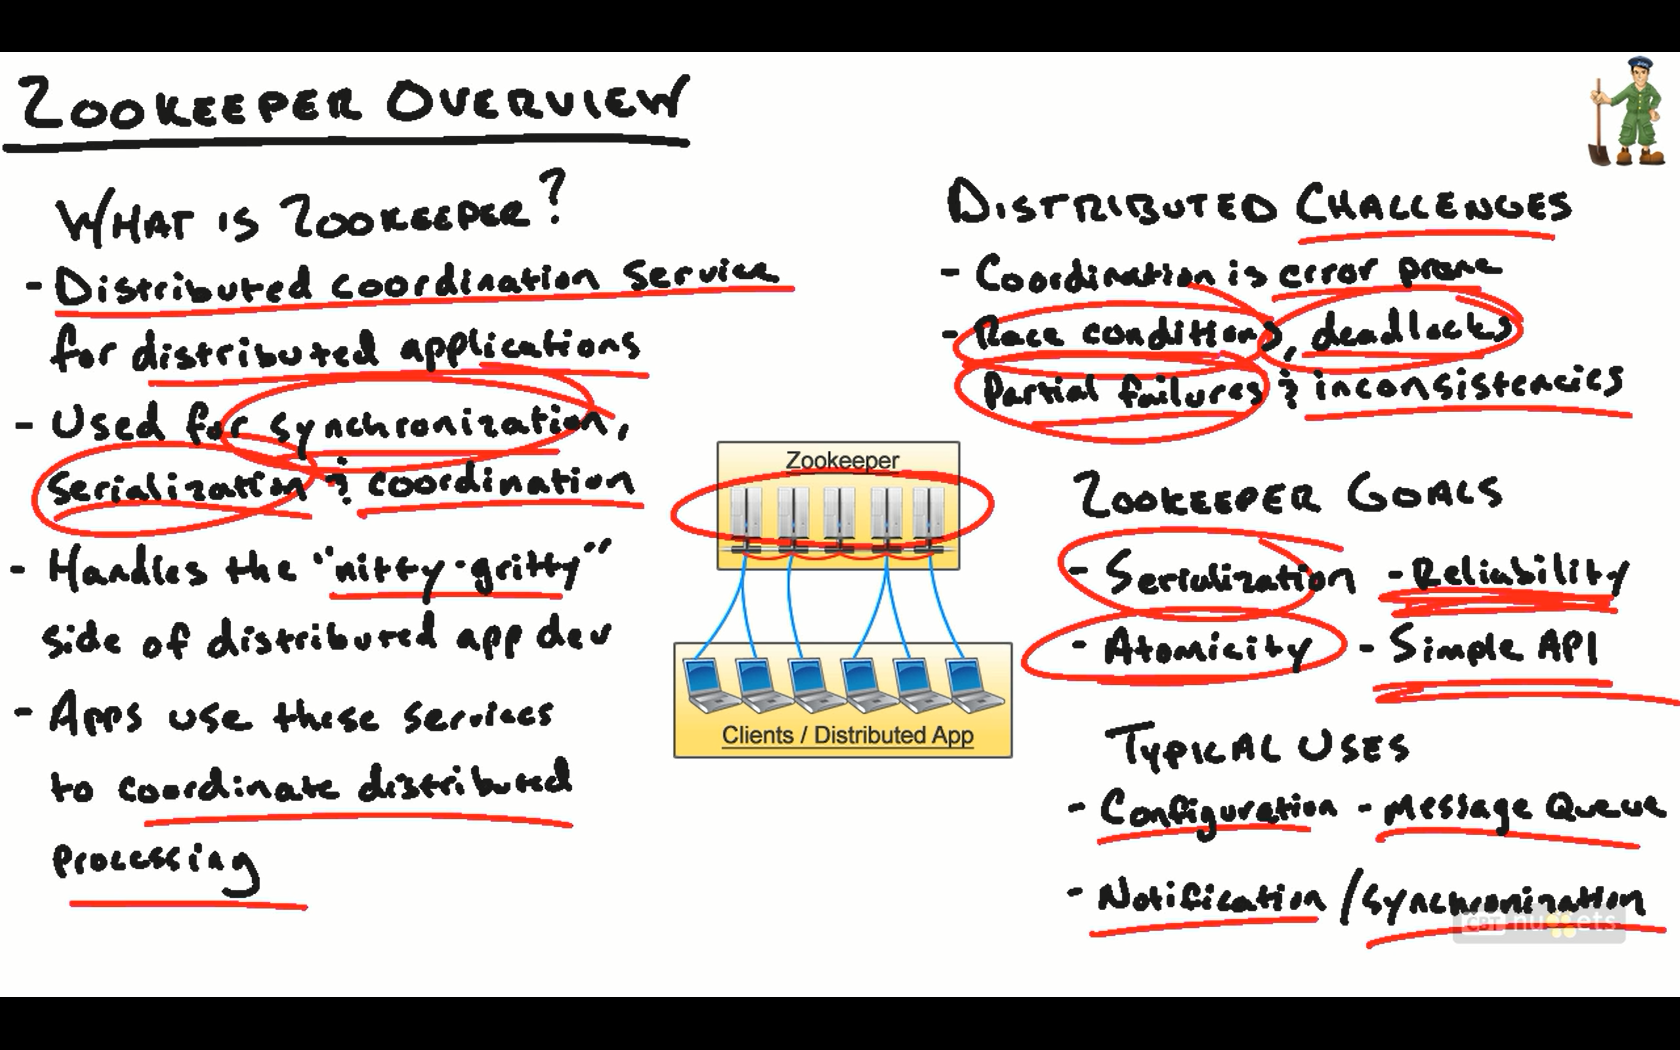 ZOOKEEPER OVERVIEW
WHAT IS ZOOKEEPER?
- Distributed coordination service
for distributed applications
- Used for synchronization,
serialization & coordination
- Handles the "nitty-gritty"
side of distributed app dev
- Apps use these services
to coordinate distributed
processing
Zookeeper
Clients / Distributed App
DISTRIBUTED CHALLENGES
- Coordination is error prone
- Race conditions, deadlocks
Partial failures & inconsistencies
ZOOKEEPER GOALS
- Serialization - Reliability
- Atomicity - Simple API
TYPICAL USES
- Configuration - Message Queue
- Notification / Synchronization
CBT nuggets